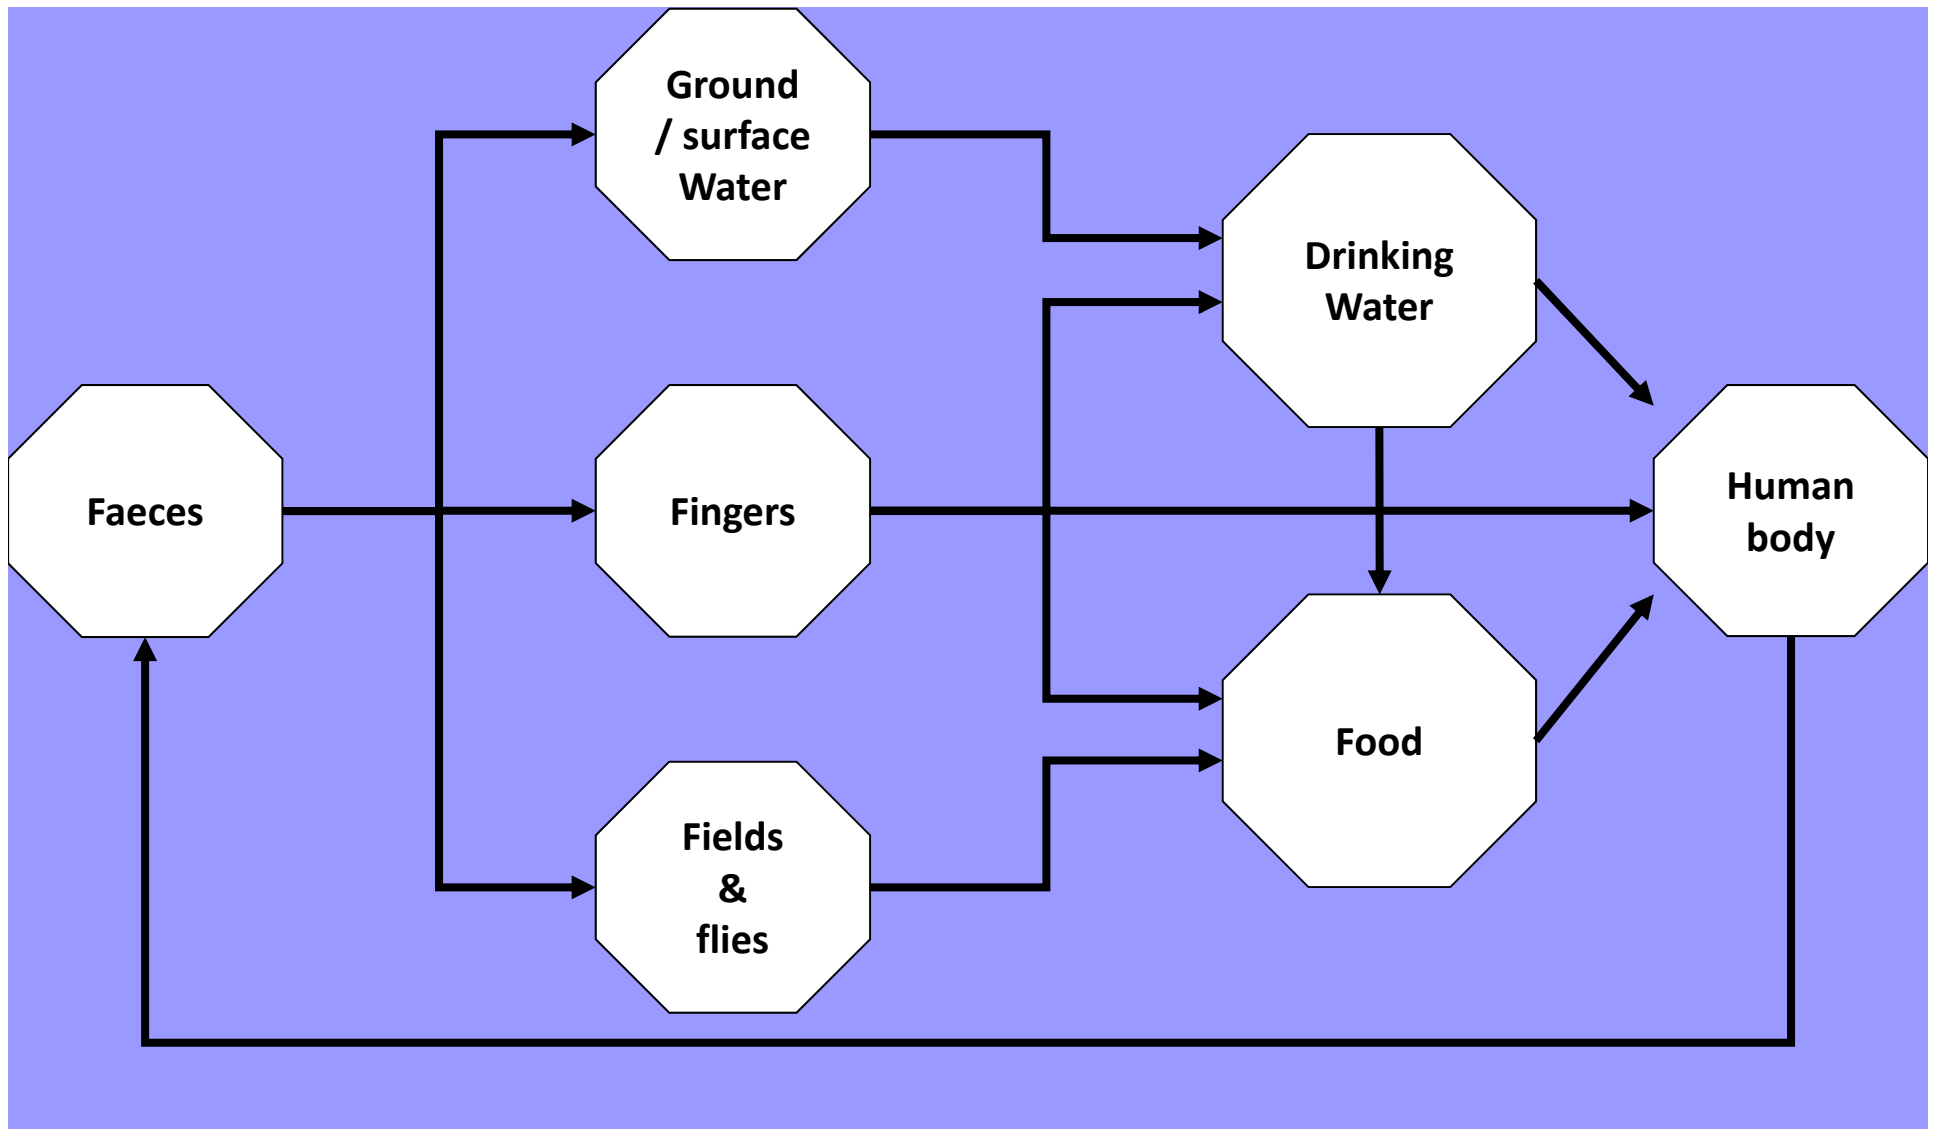 Ground
/ surface
Water
Drinking
Water
Faeces
Fingers
Human
body
Food
Fields
&
flies